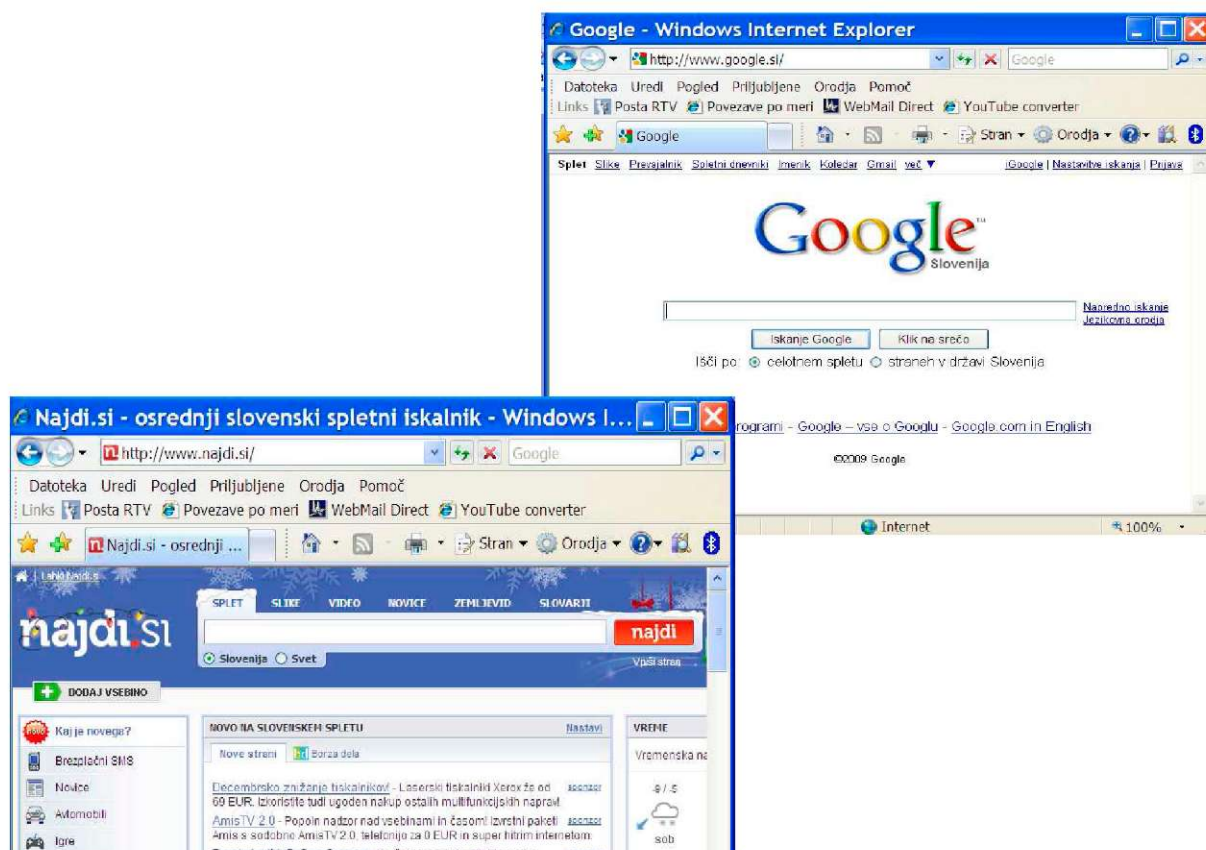 Google - Windows Internet Explorer
http://www.google.si/
Google
Datoteka Uredi Pogled Priljubljene Orodja Pomoč
Links Posta RTV Povezave po meri WebMail Direct YouTube converter
Google
Stran Orodja
Splet Slike Prevajalnik Spletni dnevniki Imenik Koledar Gmail več ▼
iGoogle | Nastavitve iskanja | Prijava
Google™
Slovenija
Napredno iskanje
Jezikovna orodja
Iskanje Google Klik na srečo
Išči po: celotnem spletu straneh v državi Slovenija
programi - Google – vse o Googlu - Google.com in English
©2009 Google
Internet 100%
Najdi.si - osrednji slovenski spletni iskalnik - Windows I...
http://www.najdi.si/
Google
Datoteka Uredi Pogled Priljubljene Orodja Pomoč
Links Posta RTV Povezave po meri WebMail Direct YouTube converter
Najdi.si - osrednji ...
Stran Orodja
SPLET SLIKE VIDEO NOVICE ZEMLJEVID SLOVARJI
najdi.si
najdi
Slovenija Svet
Vpiši stran
DODAJ VSEBINO
Kaj je novega?
Brezplačni SMS
Novice
Avtomobili
Igre
NOVO NA SLOVENSKEM SPLETU Nastavi
Nove strani Borza dela
Decembrsko znižanje tiskalnikov! - Laserski tiskalniki Xerox že od sponzor
69 EUR. Izkoristite tudi ugoden nakup ostalih multifunkcijskih naprav!
AmisTV 2.0 - Popoln nadzor nad vsebinami in časom! Izvrstni paketi sponzor
Amis s sodobno AmisTV 2.0, telefonijo za 0 EUR in super hitrim internetom.
VREME
Vremenska na
-9 / -5
sob